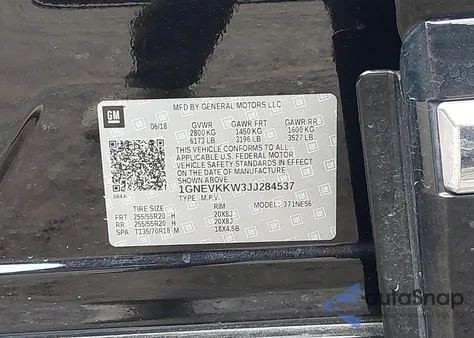 GM
MFD BY GENERAL MOTORS LLC
06/18 GVWR GAWR FRT GAWR RR
2800 KG 1450 KG 1600 KG
6173 LB 3196 LB 3527 LB
THIS VEHICLE CONFORMS TO ALL
APPLICABLE U.S. FEDERAL MOTOR
VEHICLE SAFETY STANDARDS IN EFFECT
ON THE DATE OF MANUFACTURE
SHOWN ABOVE.
1GNEVKKW3JJ284537
TYPE: M.P.V. MODEL: 371NE56
TIRE SIZE RIM
FRT 255/55R20 H 20X8J
RR 255/55R20 H 20X8J
SPA T135/70R18 M 18X4.5B
autoSnap